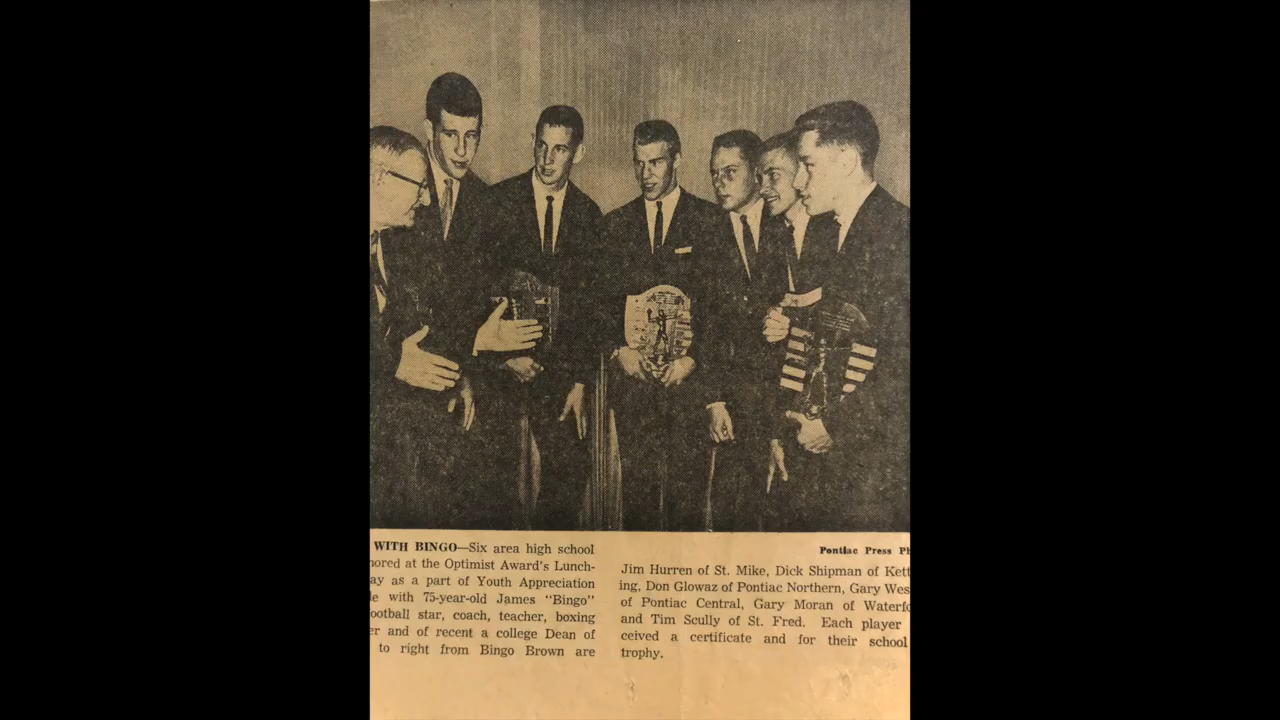 WITH BINGO—Six area high school
ored at the Optimist Award's Lunch-
ay as a part of Youth Appreciation
e with 75-year-old James "Bingo"
ootball star, coach, teacher, boxing
er and of recent a college Dean of
to right from Bingo Brown are
Pontiac Press Ph
Jim Hurren of St. Mike, Dick Shipman of Kett
ing, Don Glowaz of Pontiac Northern, Gary Wes
of Pontiac Central, Gary Moran of Waterfo
and Tim Scully of St. Fred. Each player
ceived a certificate and for their school
trophy.